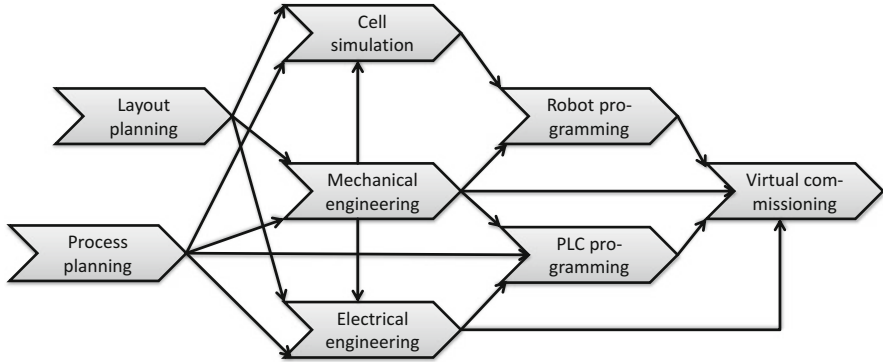 Cell
simulation
Layout
planning
Robot pro-
gramming
Mechanical
engineering
Virtual com-
missioning
Process
planning
PLC pro-
gramming
Electrical
engineering